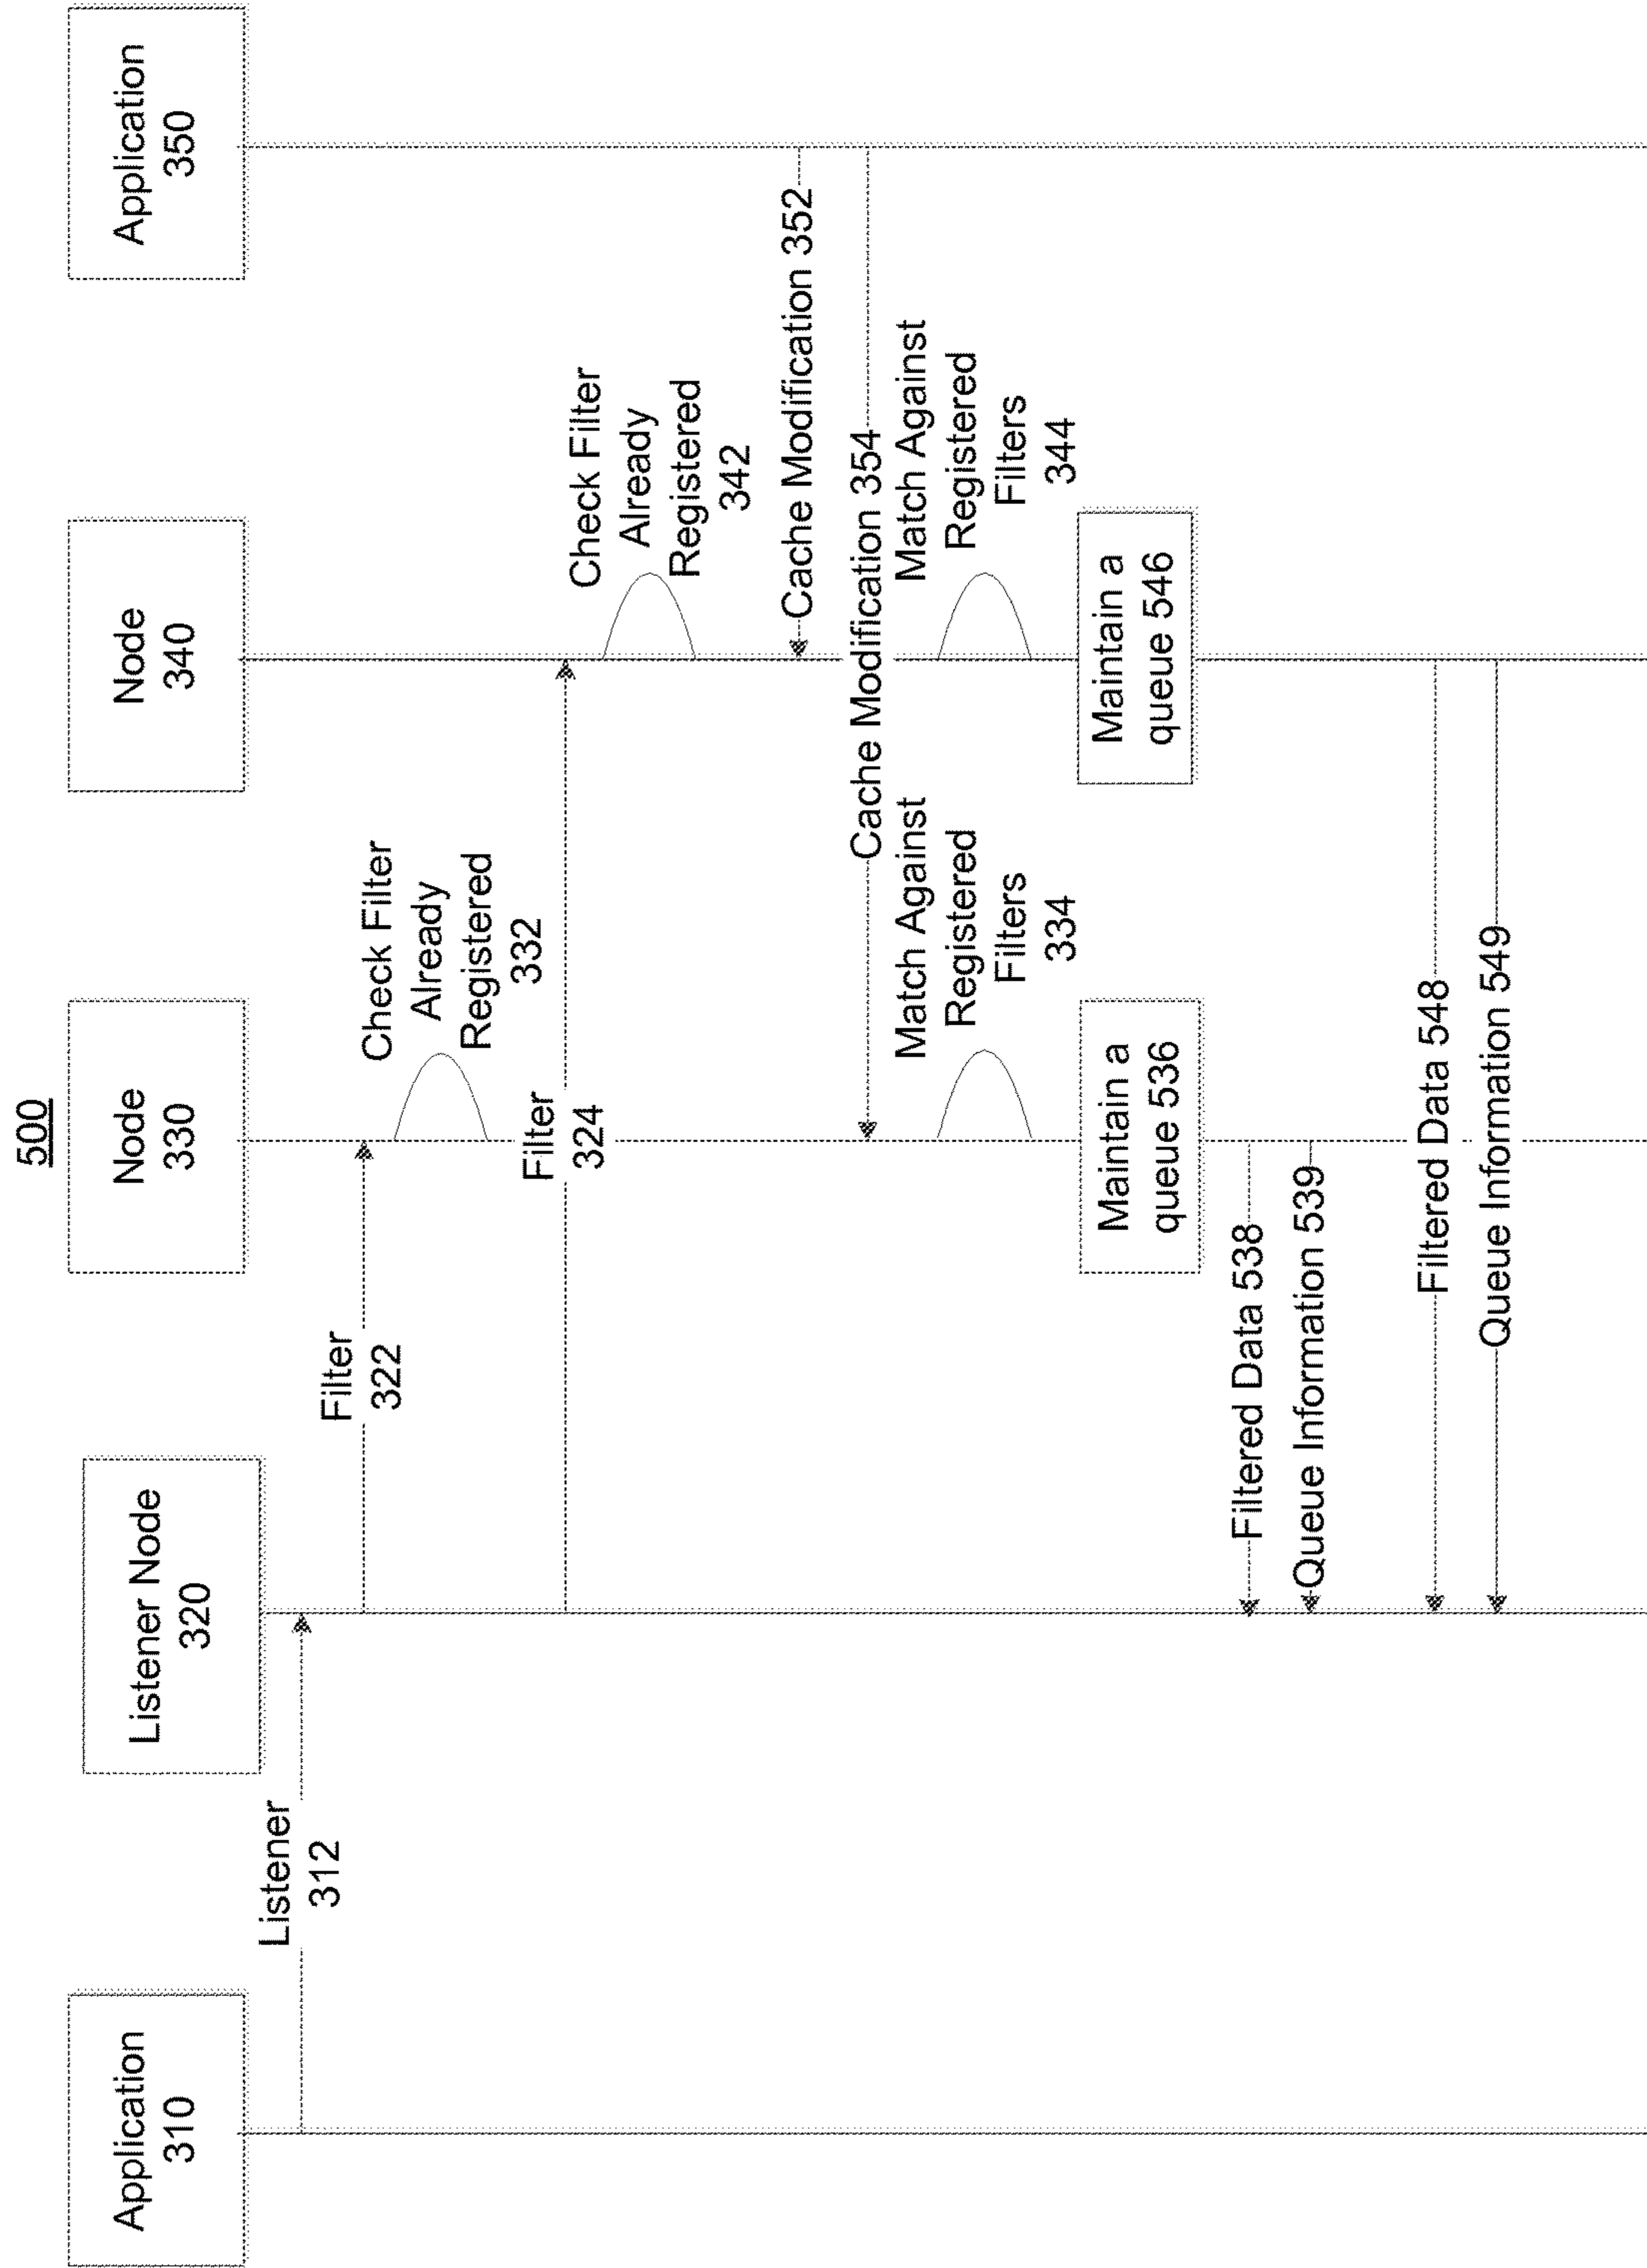 500
Application
310
Listener Node
320
Node
330
Node
340
Application
350
Listener
312
Filter
322
Check Filter
Already
Registered
332
Filter
324
Check Filter
Already
Registered
342
Cache Modification 352
Cache Modification 354
Match Against
Registered
Filters
334
Match Against
Registered
Filters
344
Maintain a
queue 536
Maintain a
queue 546
Filtered Data 538
Queue Information 539
Filtered Data 548
Queue Information 549